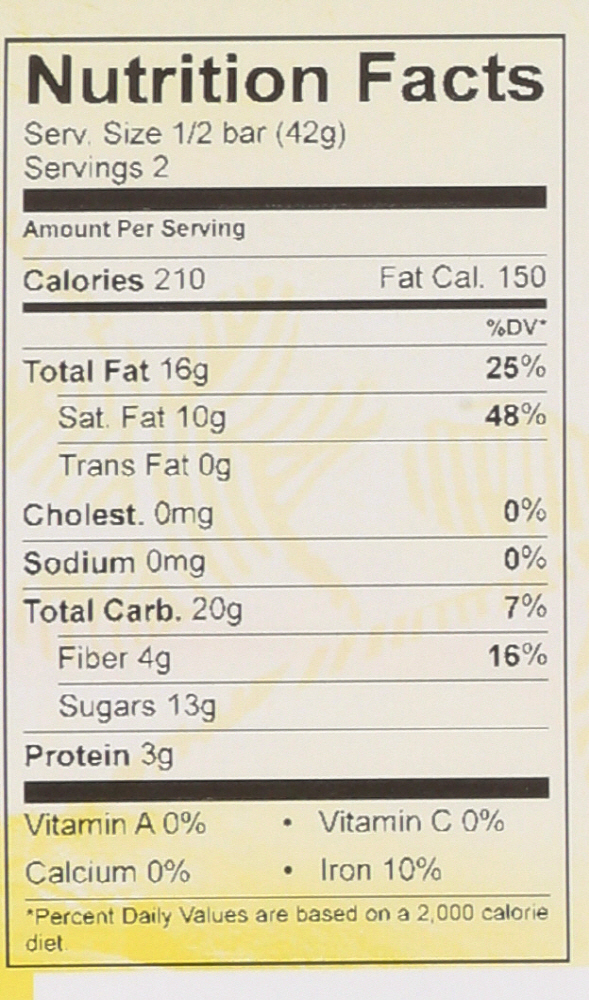 Nutrition Facts
Serv. Size 1/2 bar (42g)
Servings 2
Amount Per Serving
Calories 210 Fat Cal. 150
%DV*
Total Fat 16g 25%
Sat. Fat 10g 48%
Trans Fat 0g
Cholest. 0mg 0%
Sodium 0mg 0%
Total Carb. 20g 7%
Fiber 4g 16%
Sugars 13g
Protein 3g
Vitamin A 0% • Vitamin C 0%
Calcium 0% • Iron 10%
*Percent Daily Values are based on a 2,000 calorie
diet.